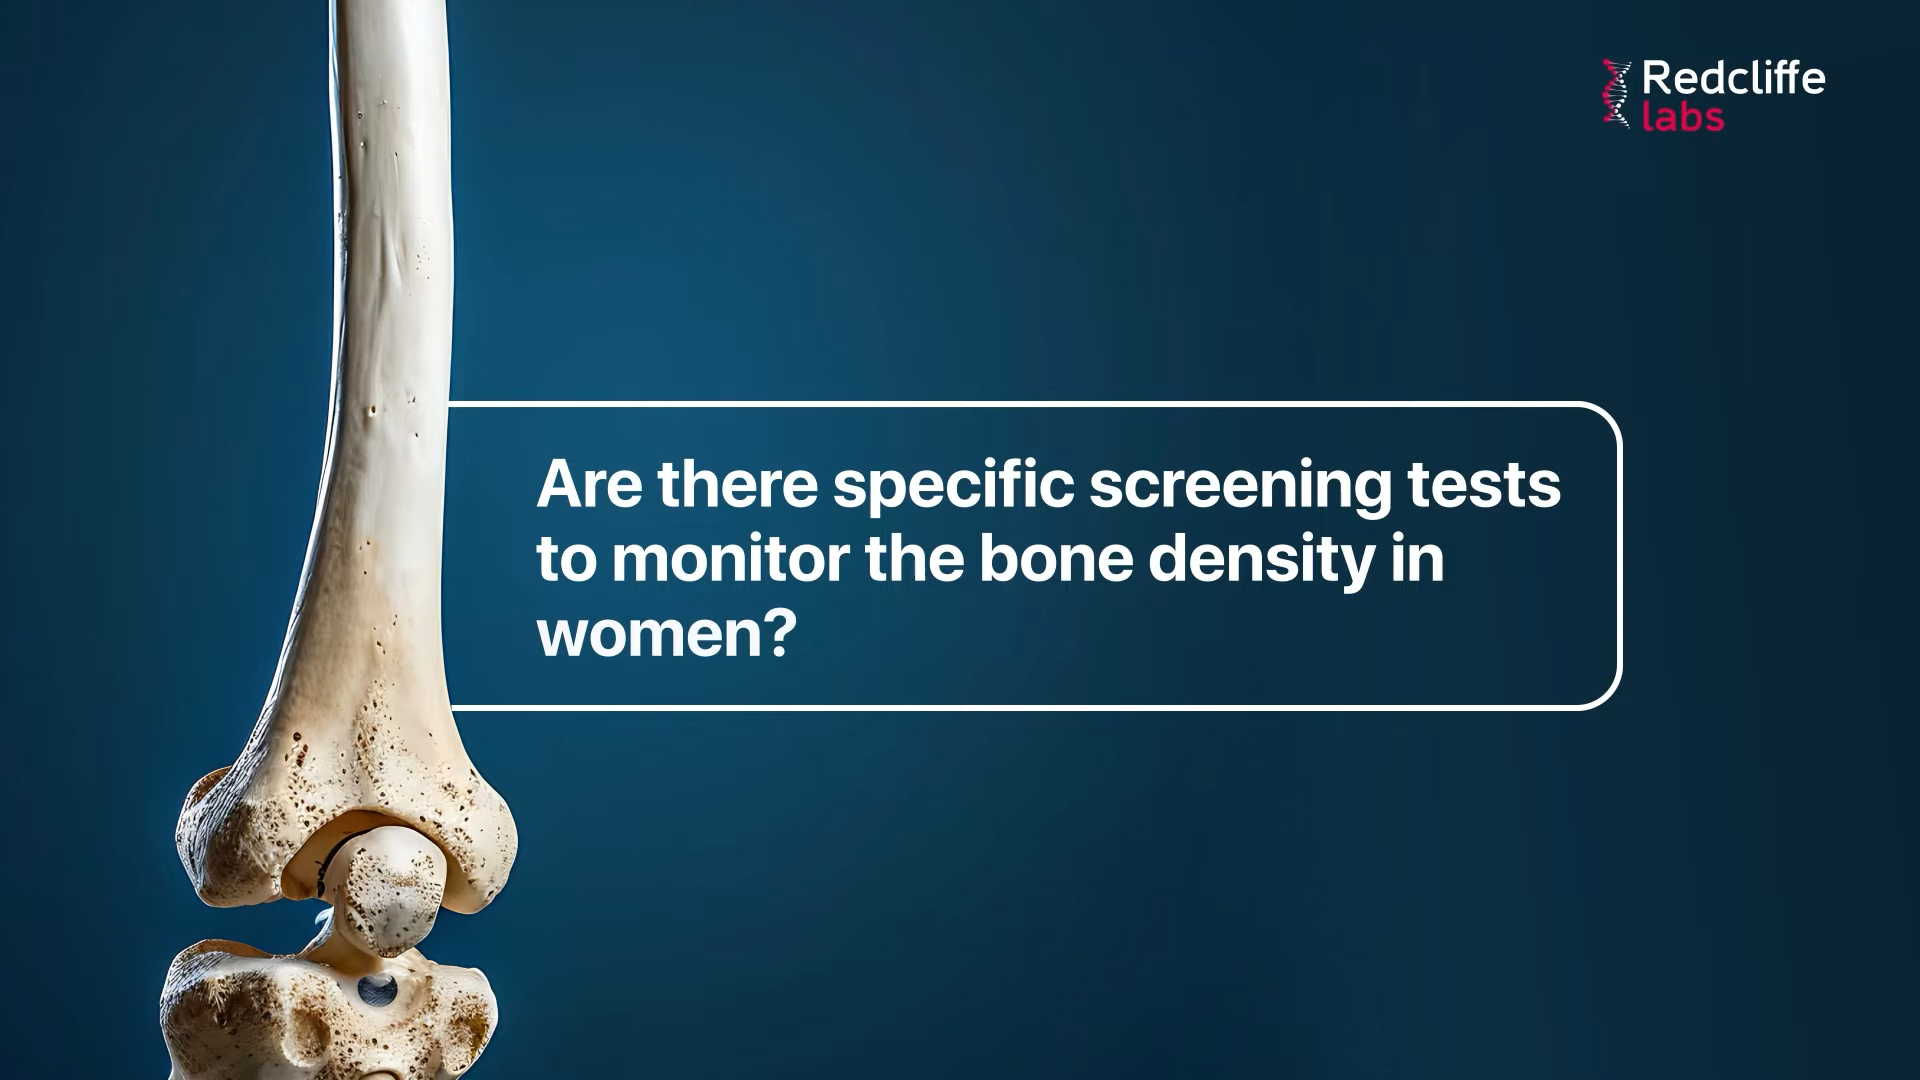 Redcliffe
labs
Are there specific screening tests
to monitor the bone density in
women?